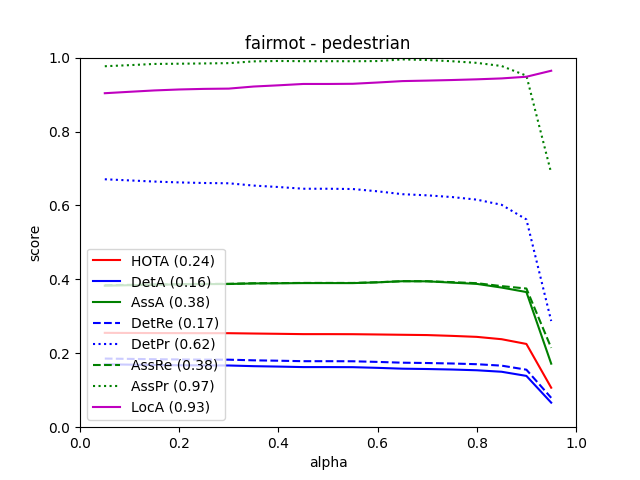 fairmot - pedestrian
1.0
0.8
0.6
0.4
0.2
0.0
score
HOTA (0.24)
DetA (0.16)
AssA (0.38)
DetRe (0.17)
DetPr (0.62)
AssRe (0.38)
AssPr (0.97)
LocA (0.93)
0.0 0.2 0.4 0.6 0.8 1.0
alpha